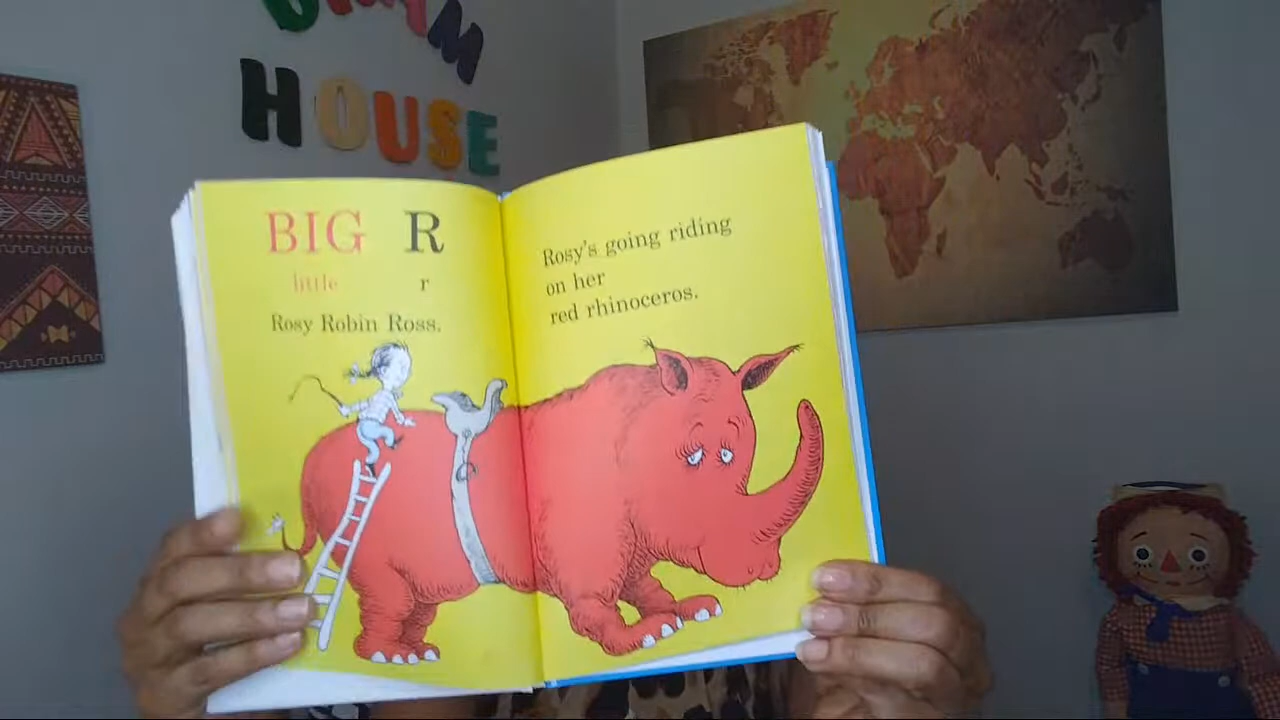 HOUSE
BIG R
little r
Rosy Robin Ross.
Rosy's going riding
on her
red rhinoceros.